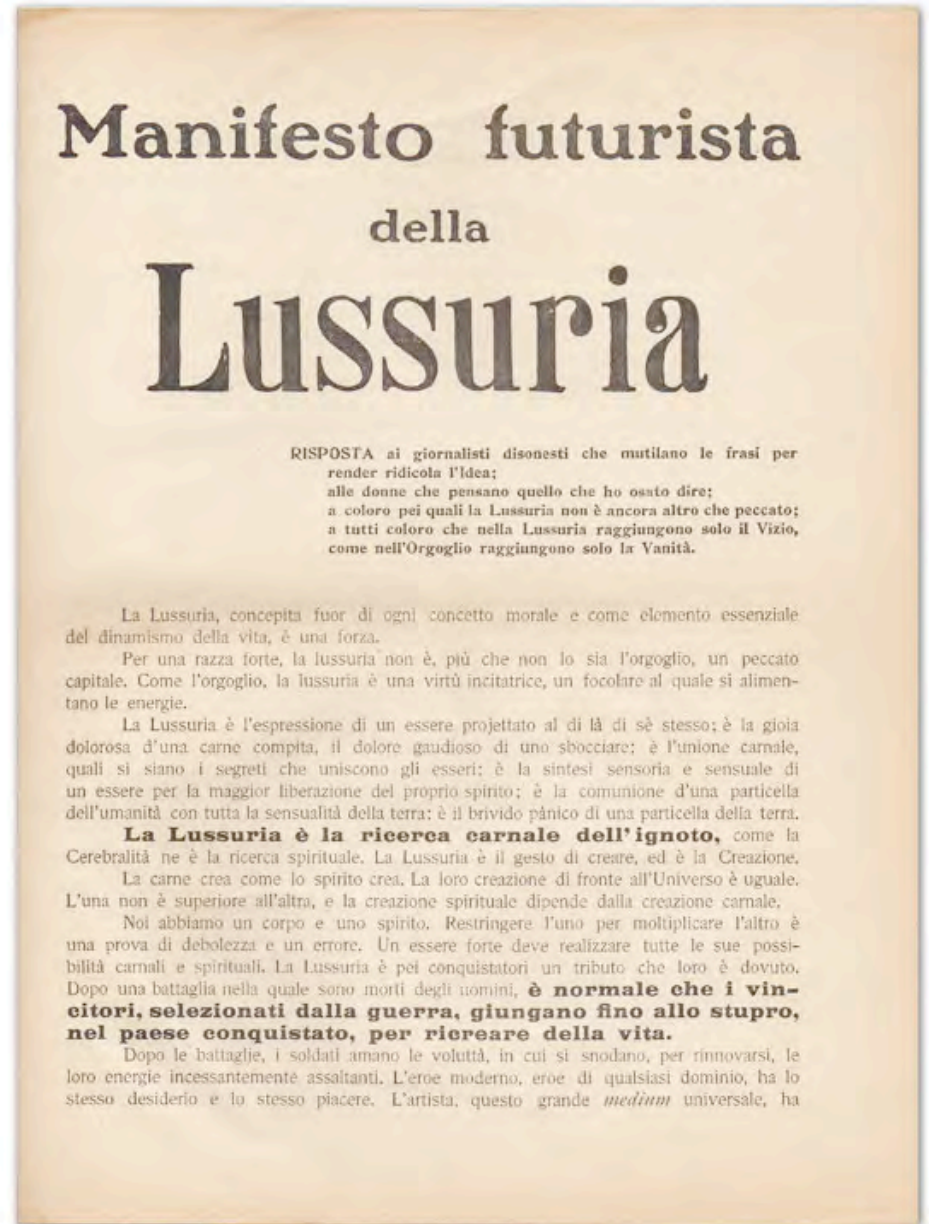 Manifesto futurista
della
Lussuria
RISPOSTA ai giornalisti disonesti che mutilano le frasi per
render ridicola l'Idea;
alle donne che pensano quello che ho osato dire;
a coloro pei quali la Lussuria non è ancora altro che peccato;
a tutti coloro che nella Lussuria raggiungono solo il Vizio,
come nell'Orgoglio raggiungono solo la Vanità.
La Lussuria, concepita fuor di ogni concetto morale e come elemento essenziale
del dinamismo della vita, è una forza.
Per una razza forte, la lussuria non è, più che non lo sia l'orgoglio, un peccato
capitale. Come l'orgoglio, la lussuria è una virtù incitatrice, un focolare al quale si alimen-
tano le energie.
La Lussuria è l'espressione di un essere projettato al di là di sè stesso; è la gioia
dolorosa d'una carne compita, il dolore gaudioso di uno sbocciare; è l'unione carnale,
quali si siano i segreti che uniscono gli esseri; è la sintesi sensoria e sensuale di
un essere per la maggior liberazione del proprio spirito; è la comunione d'una particella
dell'umanità con tutta la sensualità della terra; è il brivido pànico di una particella della terra.
La Lussuria è la ricerca carnale dell'ignoto, come la
Cerebralità ne è la ricerca spirituale. La Lussuria è il gesto di creare, ed è la Creazione.
La carne crea come lo spirito crea. La loro creazione di fronte all'Universo è uguale.
L'una non è superiore all'altra, e la creazione spirituale dipende dalla creazione carnale.
Noi abbiamo un corpo e uno spirito. Restringere l'uno per moltiplicare l'altro è
una prova di debolezza e un errore. Un essere forte deve realizzare tutte le sue possi-
bilità carnali e spirituali. La Lussuria è pei conquistatori un tributo che loro è dovuto.
Dopo una battaglia nella quale sono morti degli uomini, è normale che i vin-
citori, selezionati dalla guerra, giungano fino allo stupro,
nel paese conquistato, per ricreare della vita.
Dopo le battaglie, i soldati amano le voluttà, in cui si snodano, per rinnovarsi, le
loro energie incessantemente assaltanti. L'eroe moderno, eroe di qualsiasi dominio, ha lo
stesso desiderio e lo stesso piacere. L'artista, questo grande medium universale, ha